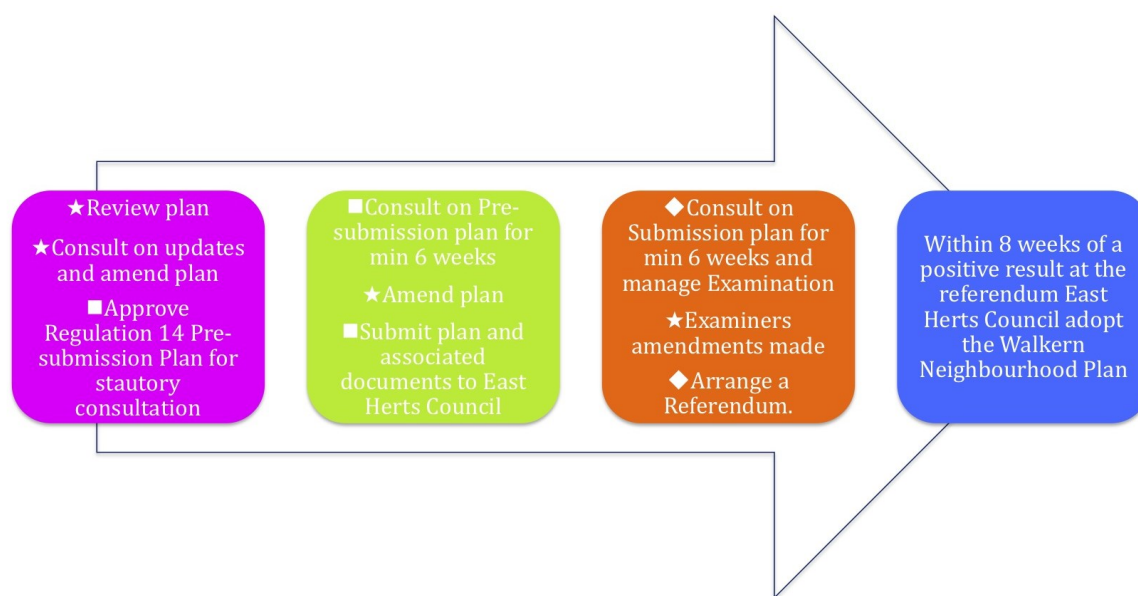 ★Review plan
★Consult on updates
and amend plan
■Approve
Regulation 14 Pre-
submission Plan for
stautory
consultation
■Consult on Pre-
submission plan for
min 6 weeks
★Amend plan
■Submit plan and
associated
documents to East
Herts Council
◆Consult on
Submission plan for
min 6 weeks and
manage Examination
★Examiners
amendments made
◆Arrange a
Referendum.
Within 8 weeks of a
positive result at the
referendum East
Herts Council adopt
the Walkern
Neighbourhood Plan